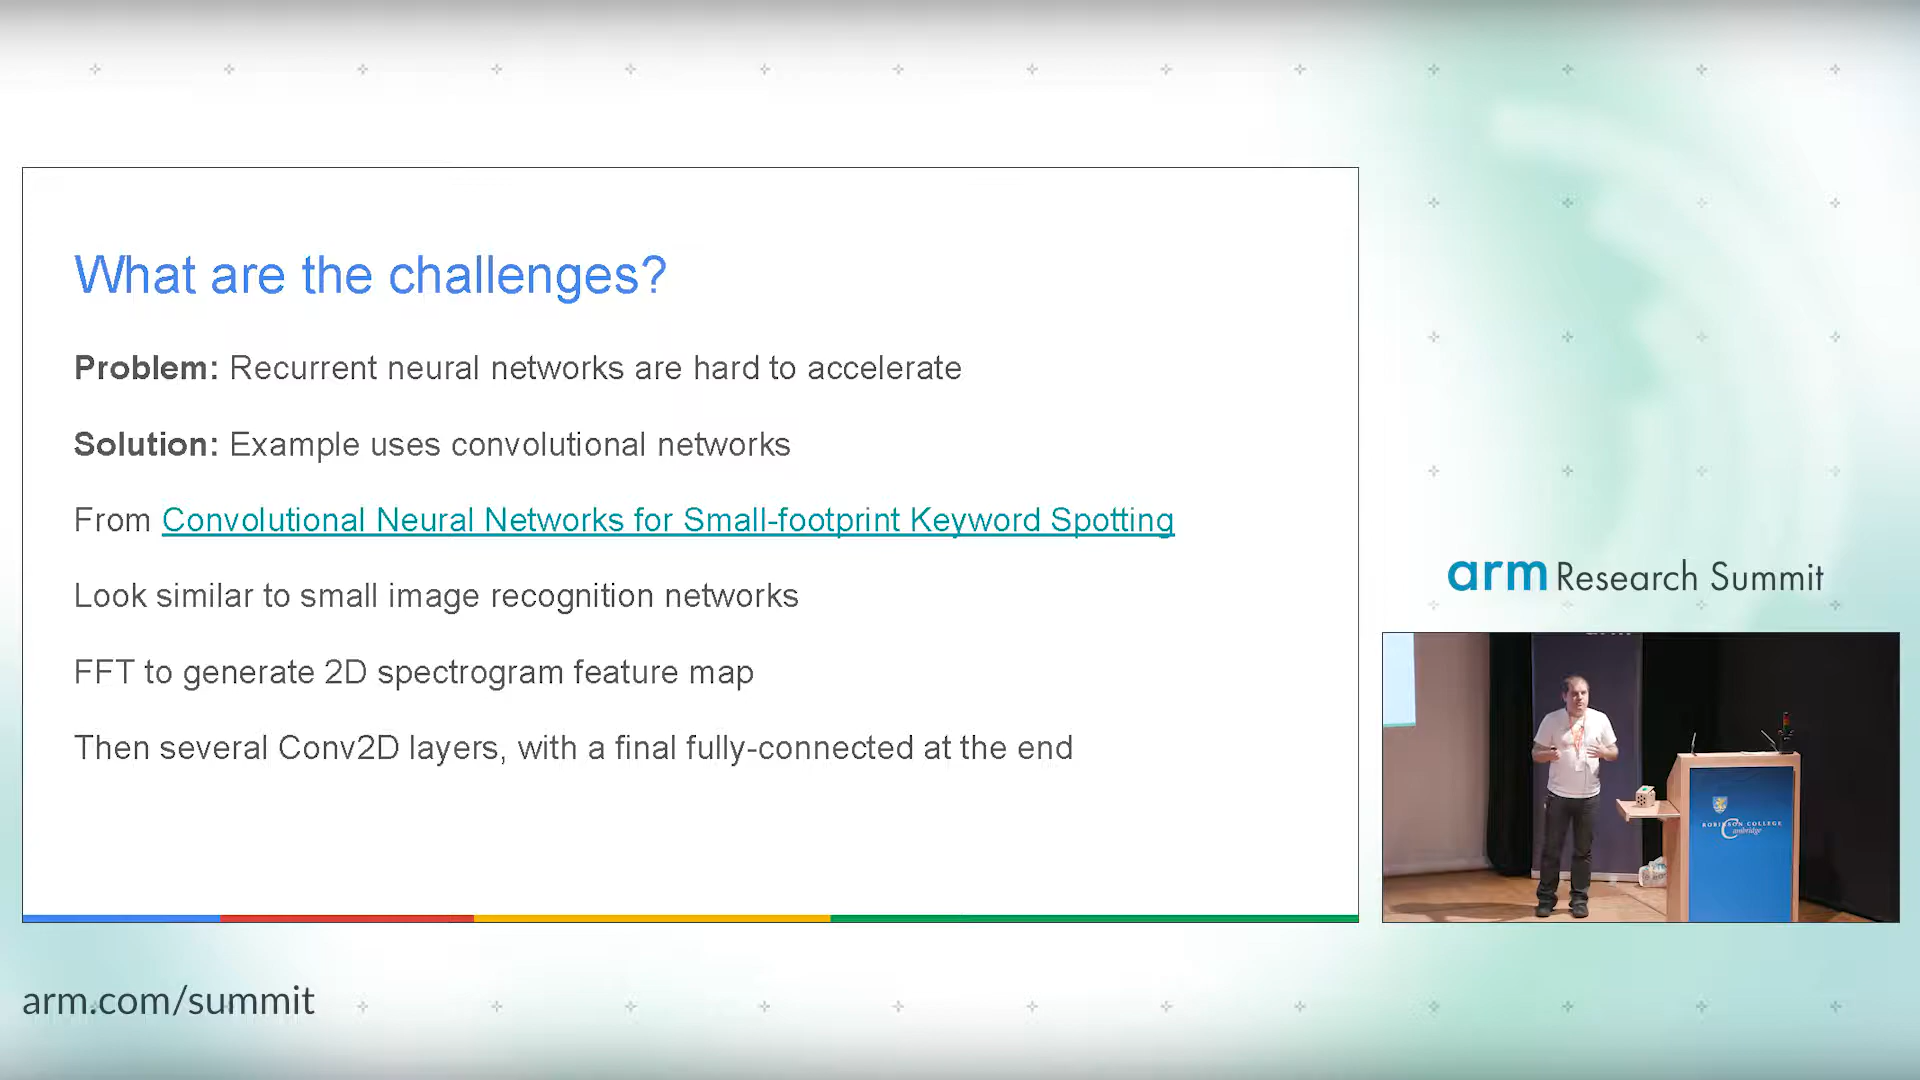 What are the challenges?
Problem: Recurrent neural networks are hard to accelerate
Solution: Example uses convolutional networks
From Convolutional Neural Networks for Small-footprint Keyword Spotting
Look similar to small image recognition networks
FFT to generate 2D spectrogram feature map
Then several Conv2D layers, with a final fully-connected at the end
arm Research Summit
ROBINSON COLLEGE
Cambridge
arm.com/summit